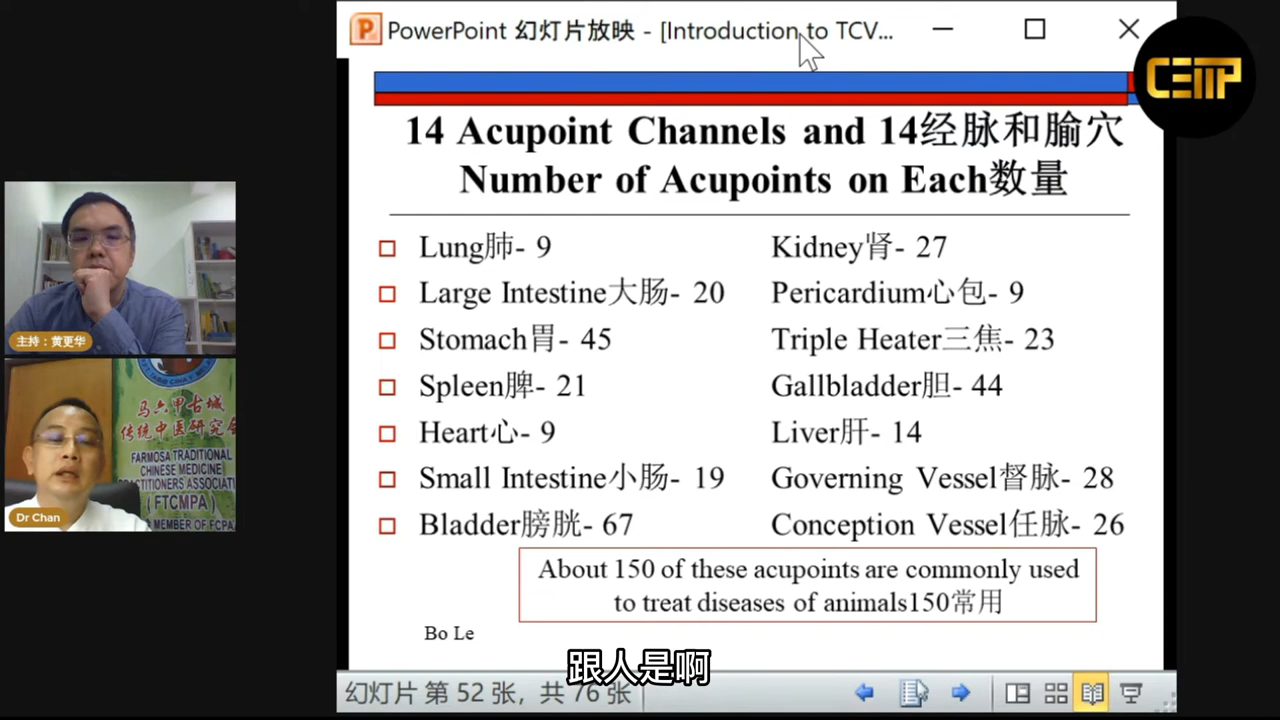 PowerPoint 幻灯片放映 - [Introduction to TCV...
CEMP
14 Acupoint Channels and 14经脉和腧穴
Number of Acupoints on Each数量
Lung肺- 9
Large Intestine大肠- 20
Stomach胃- 45
Spleen脾- 21
Heart心- 9
Small Intestine小肠- 19
Bladder膀胱- 67
Kidney肾- 27
Pericardium心包- 9
Triple Heater三焦- 23
Gallbladder胆- 44
Liver肝- 14
Governing Vessel督脉- 28
Conception Vessel任脉- 26
About 150 of these acupoints are commonly used
to treat diseases of animals150常用
Bo Le
跟人是啊
幻灯片 第 52 张，共 76 张
主持：黄更华
马六甲古城
传统中医研究会
FARMOSA TRADITIONAL
CHINESE MEDICINE
PRACTITIONERS ASSOCIATI
( FTCMPA )
MEMBER OF FCPA
Dr Chan